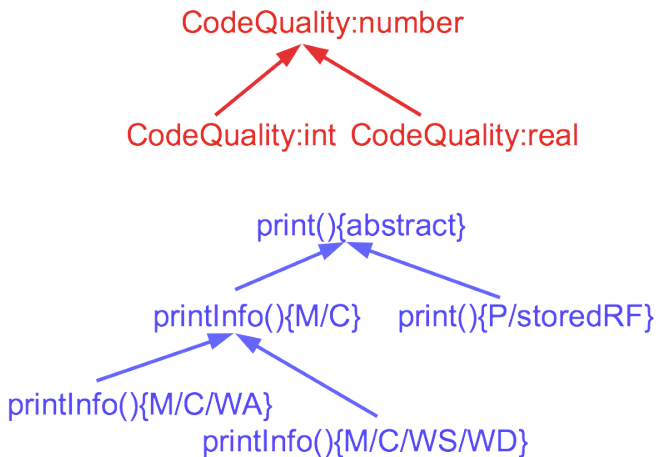 CodeQuality:number
CodeQuality:int CodeQuality:real
print(){abstract}
printInfo(){M/C} print(){P/storedRF}
printInfo(){M/C/WA}
printInfo(){M/C/WS/WD}